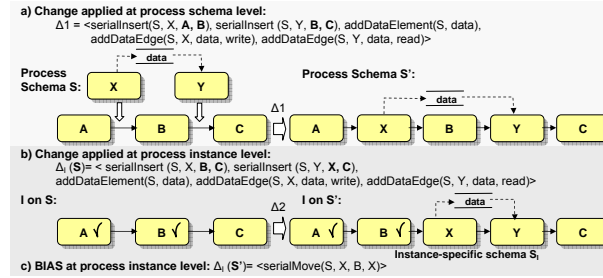 a) Change applied at process schema level:
Δ1 = <serialInsert(S, X, A, B), serialInsert (S, Y, B, C), addDataElement(S, data),
addDataEdge(S, X, data, write), addDataEdge(S, Y, data, read)>
data
Process
Schema S:
X
Y
Process Schema S':
data
Δ1
A
B
C
A
X
B
Y
C
b) Change applied at process instance level:
ΔI (S)= < serialInsert (S, X, B, C), serialInsert (S, Y, X, C),
addDataElement(S, data), addDataEdge(S, X, data, write), addDataEdge(S, Y, data, read)>
I on S:
Δ2
I on S':
data
A √
B √
C
A √
B √
X
Y
C
Instance-specific schema SI
c) BIAS at process instance level: ΔI (S')= <serialMove(S, X, B, X)>